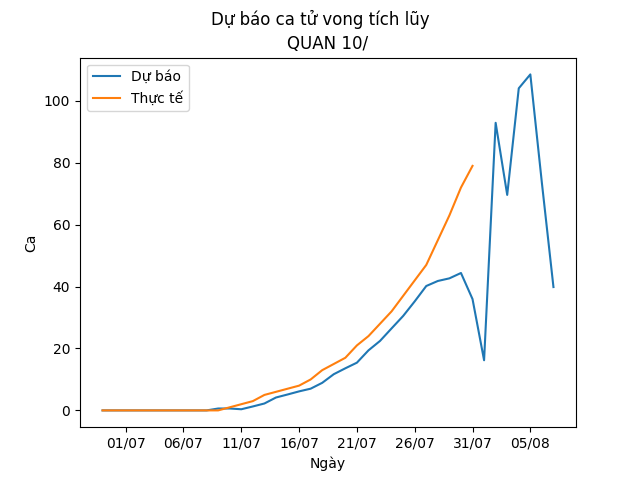 Dự báo ca tử vong tích lũy
QUAN 10/
Dự báo
Thực tế
100
80
60
40
20
0
Ca
01/07 06/07 11/07 16/07 21/07 26/07 31/07 05/08
Ngày